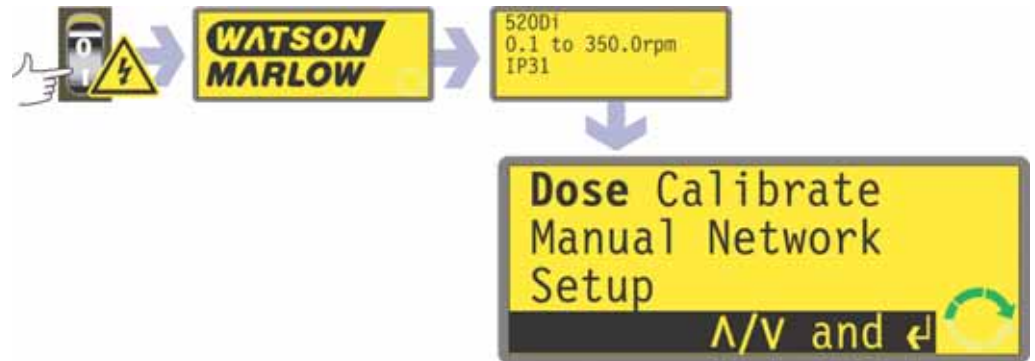 0
I
WATSON
MARLOW
520Di
0.1 to 350.0rpm
IP31
Dose Calibrate
Manual Network
Setup
Λ/V and ↵